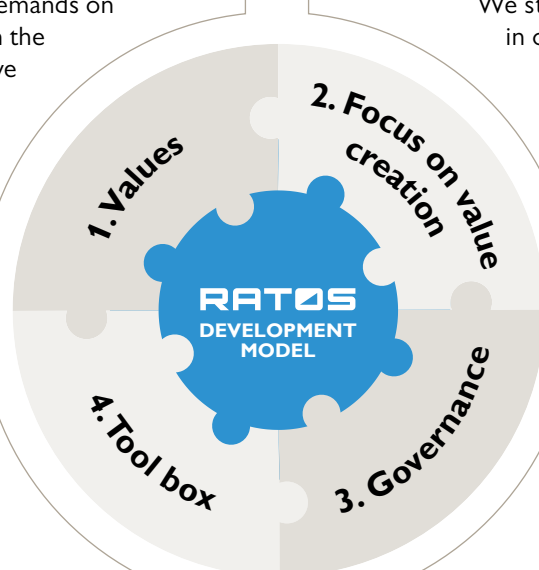 emands on
the
ve
We st
in
1. Values
2. Focus on value
creation
RATOS
DEVELOPMENT
MODEL
4. Tool box
3. Governance